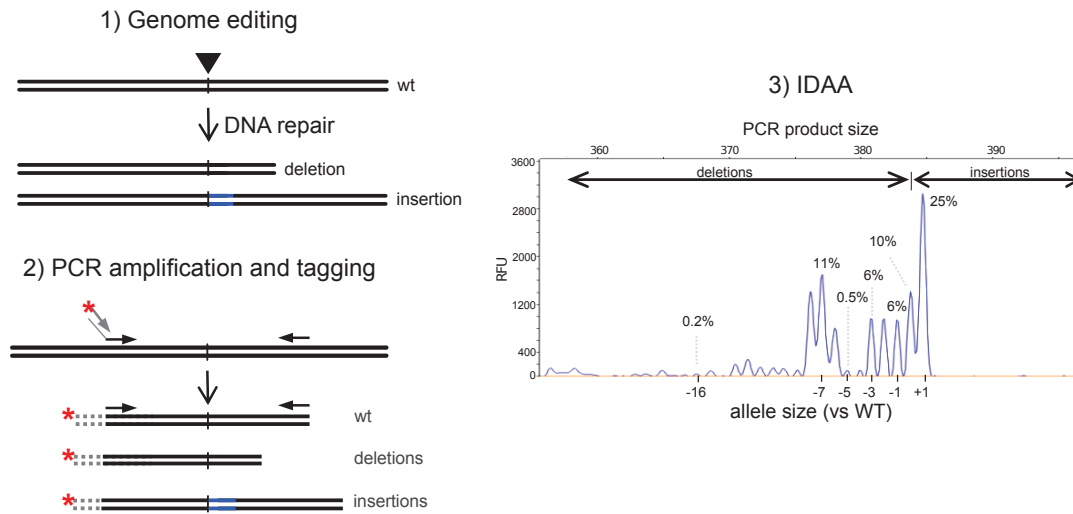 1) Genome editing
wt
DNA repair
deletion
insertion
2) PCR amplification and tagging
*
*
wt
*
deletions
*
insertions
3) IDAA
PCR product size
360 370 380 390
3600
2800
2000
1200
400
0
RFU
deletions insertions
25%
10%
11%
6%
0.5%
6%
0.2%
-16 -7 -5 -3 -1 +1
allele size (vs WT)